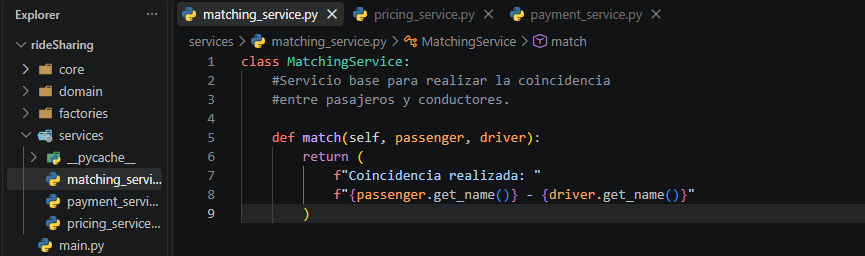 Explorer
matching_service.py
pricing_service.py
payment_service.py
rideSharing
services > matching_service.py > MatchingService > match
core
domain
factories
services
__pycache__
matching_servi...
payment_servi...
pricing_service...
main.py
1 class MatchingService:
2 #Servicio base para realizar la coincidencia
3 #entre pasajeros y conductores.
4
5 def match(self, passenger, driver):
6 return (
7 f"Coincidencia realizada: "
8 f"{passenger.get_name()} - {driver.get_name()}"
9 )